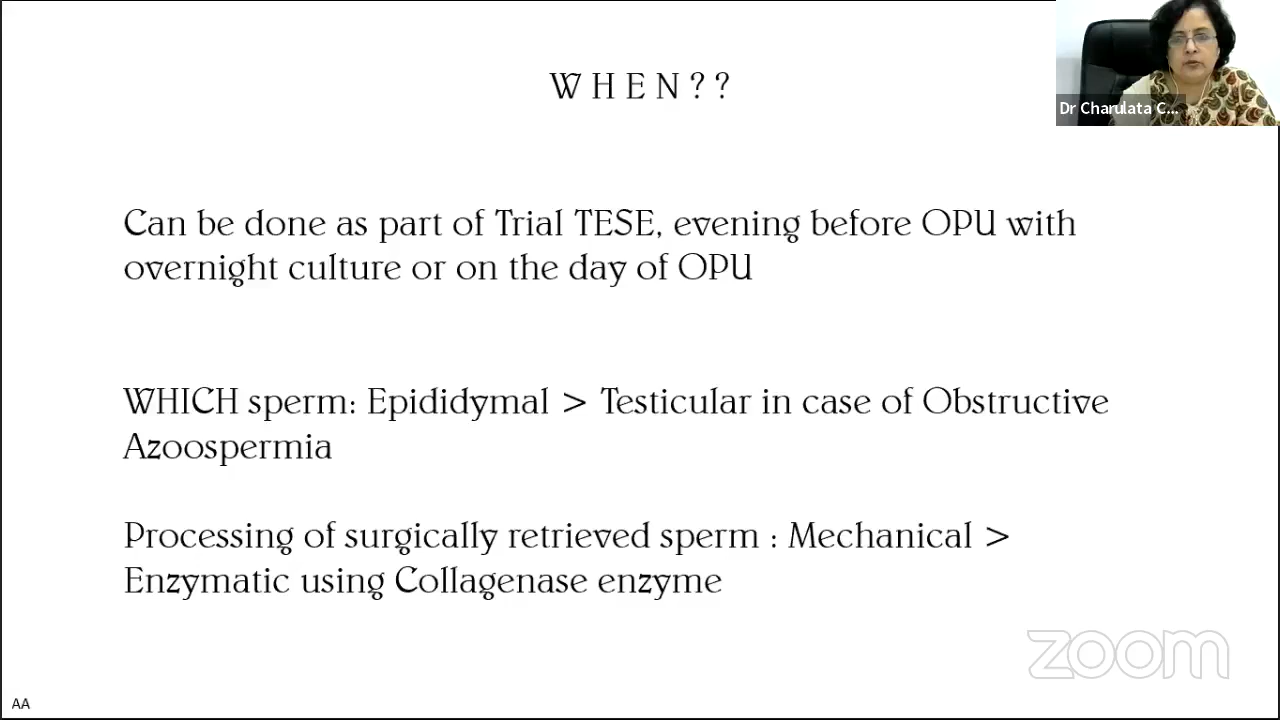 WHEN??
Dr Charulata C...
Can be done as part of Trial TESE, evening before OPU with
overnight culture or on the day of OPU
WHICH sperm: Epididymal > Testicular in case of Obstructive
Azoospermia
Processing of surgically retrieved sperm : Mechanical >
Enzymatic using Collagenase enzyme
zoom
AA